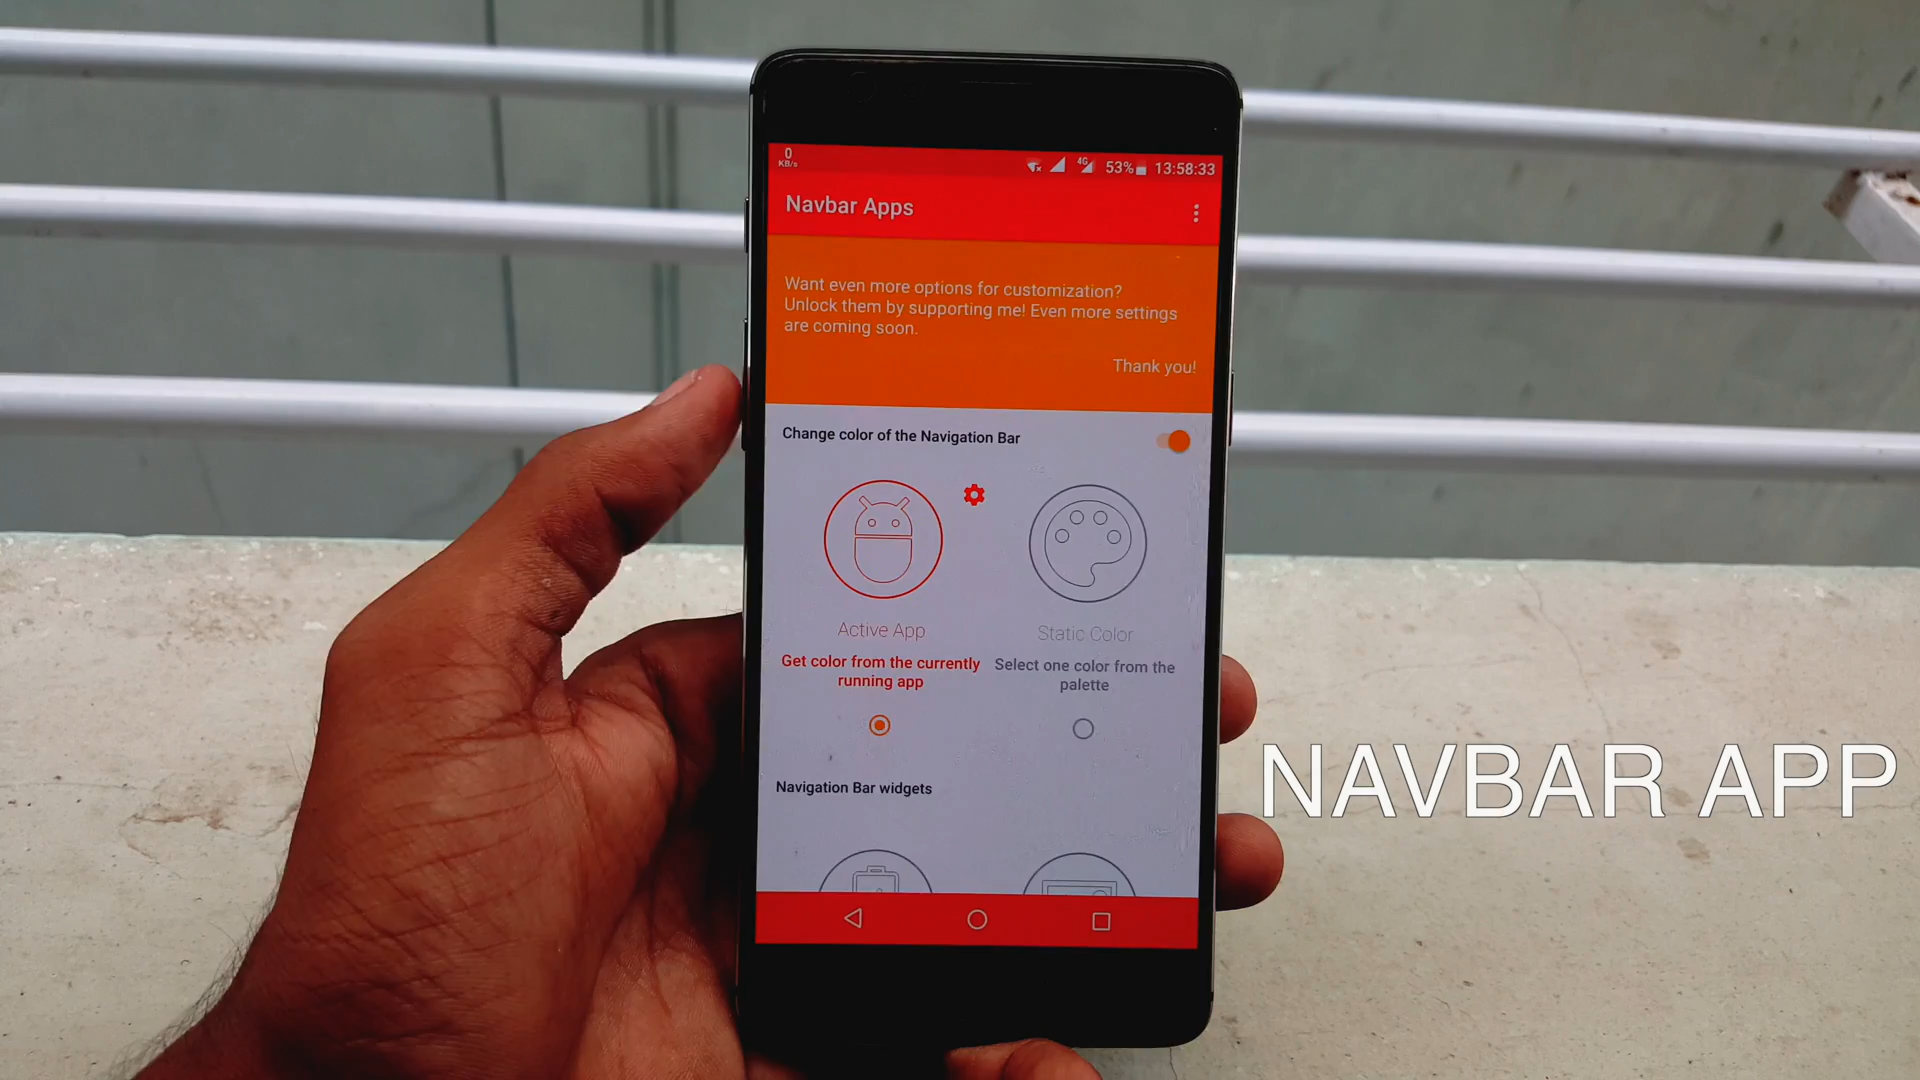 0
KB/s
4G
53%
13:58:33
Navbar Apps
Want even more options for customization?
Unlock them by supporting me! Even more settings
are coming soon.
Thank you!
Change color of the Navigation Bar
Active App
Get color from the currently
running app
Static Color
Select one color from the
palette
Navigation Bar widgets
NAVBAR APP